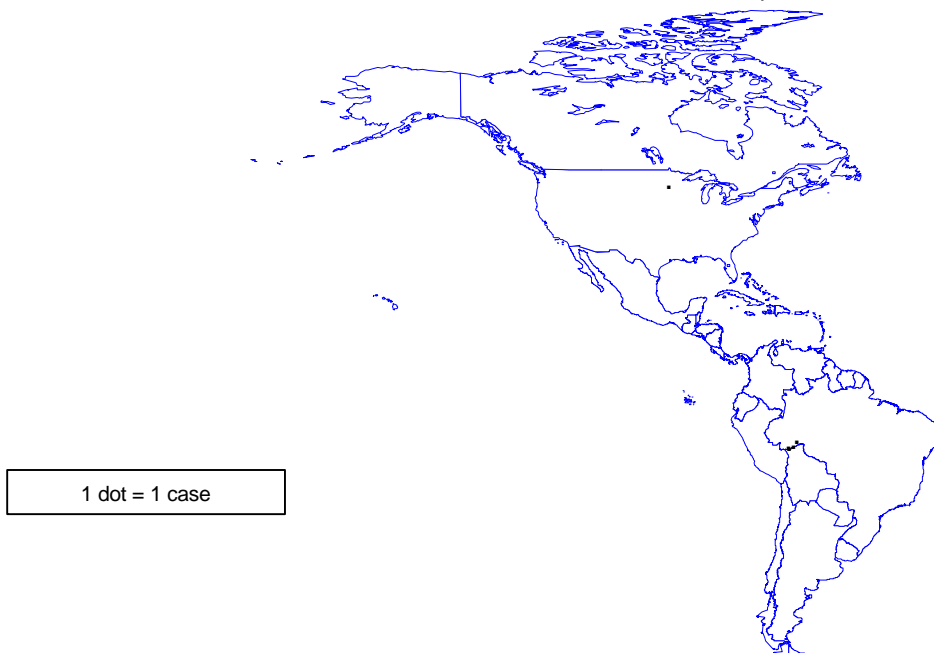 1 dot = 1 case